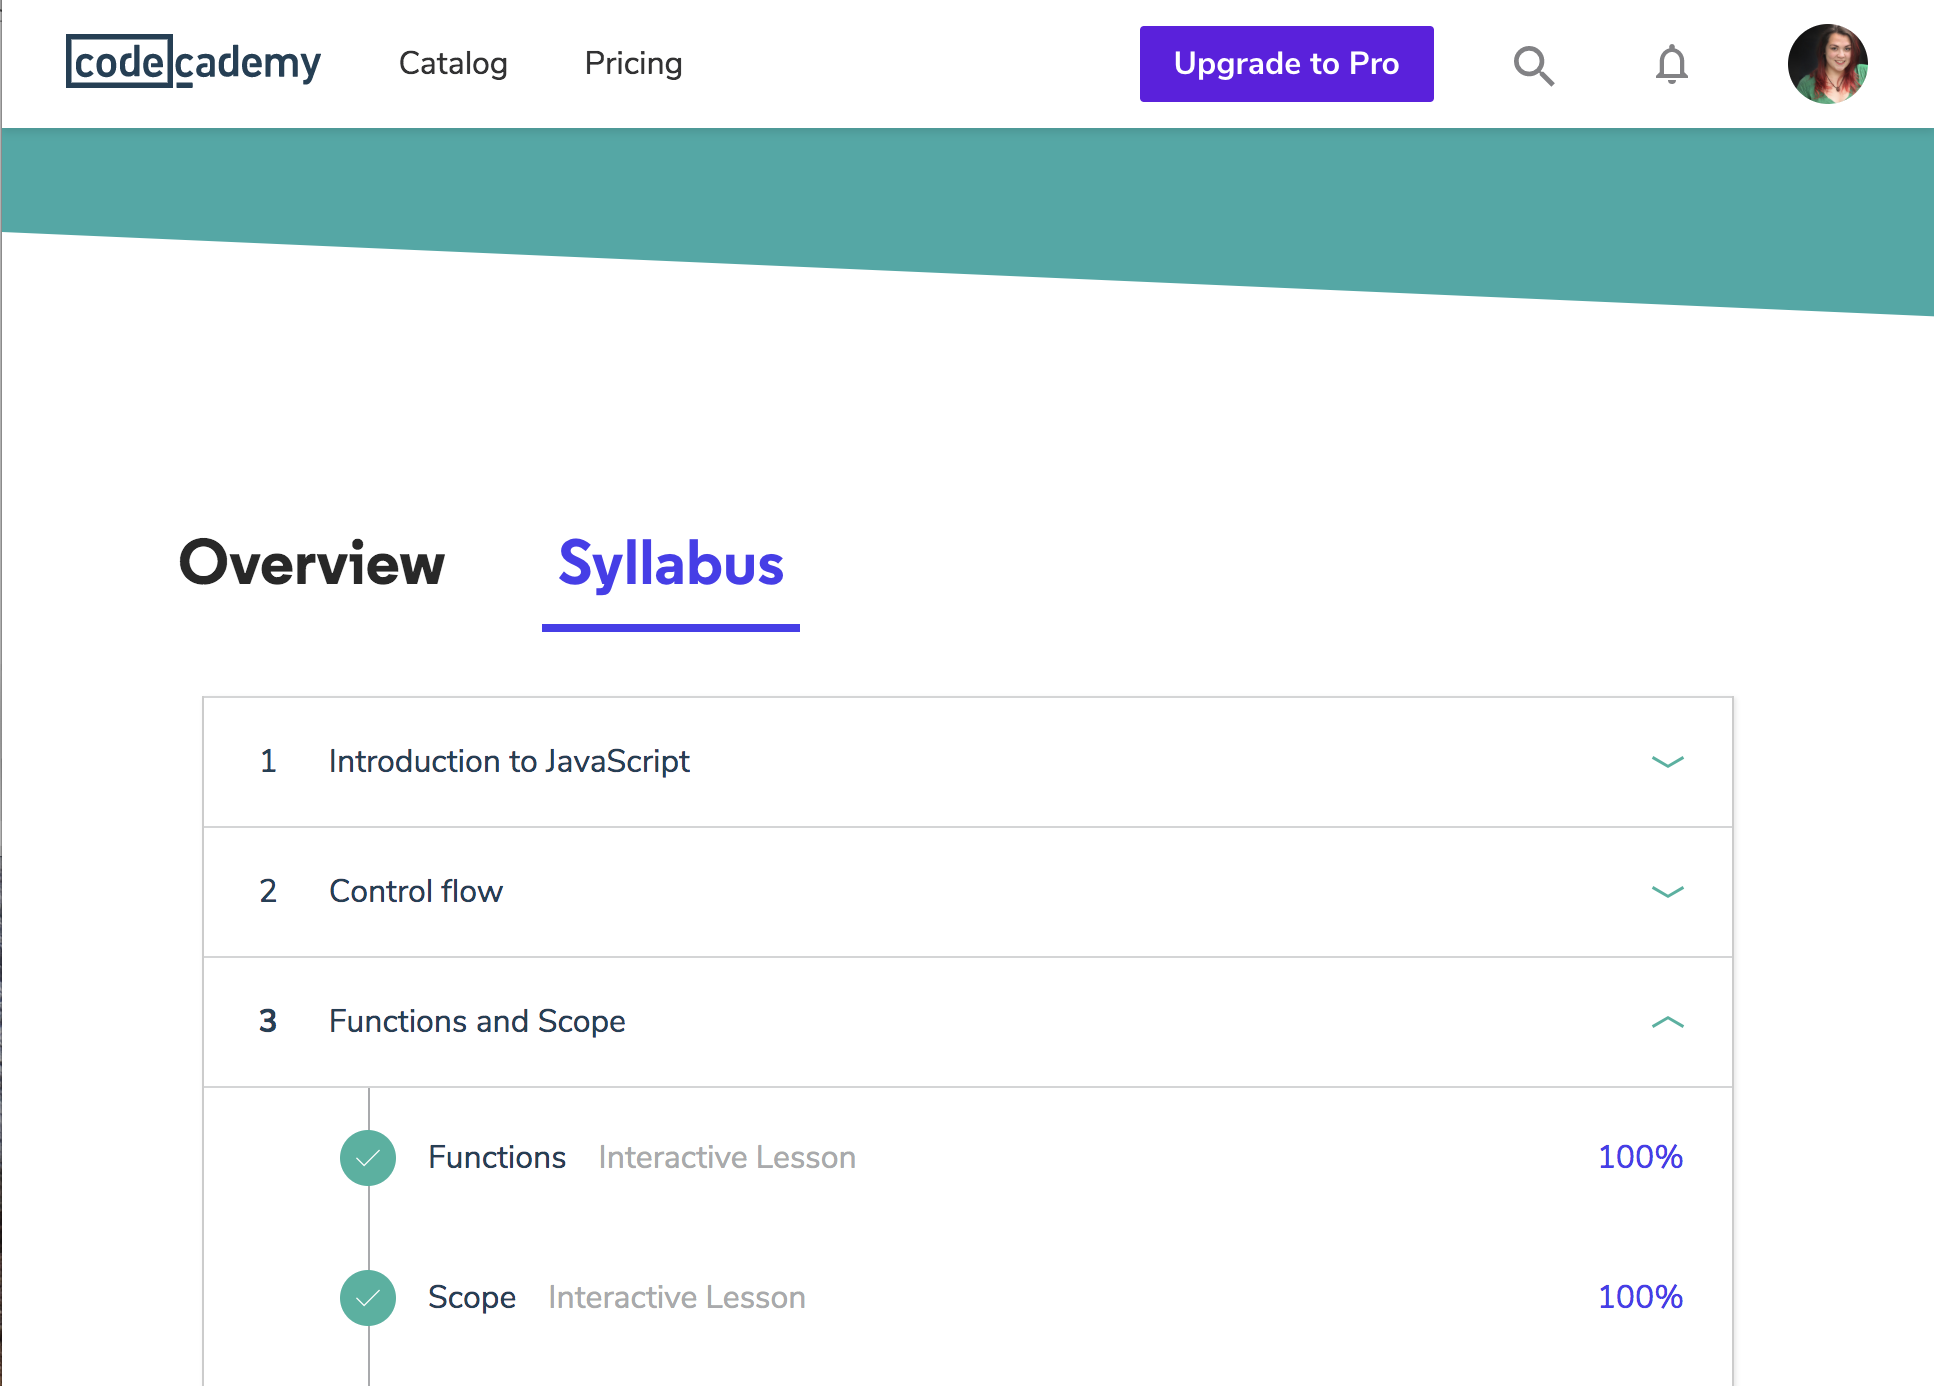 codecademy Catalog Pricing Upgrade to Pro
Overview Syllabus
1 Introduction to JavaScript
2 Control flow
3 Functions and Scope
Functions Interactive Lesson 100%
Scope Interactive Lesson 100%